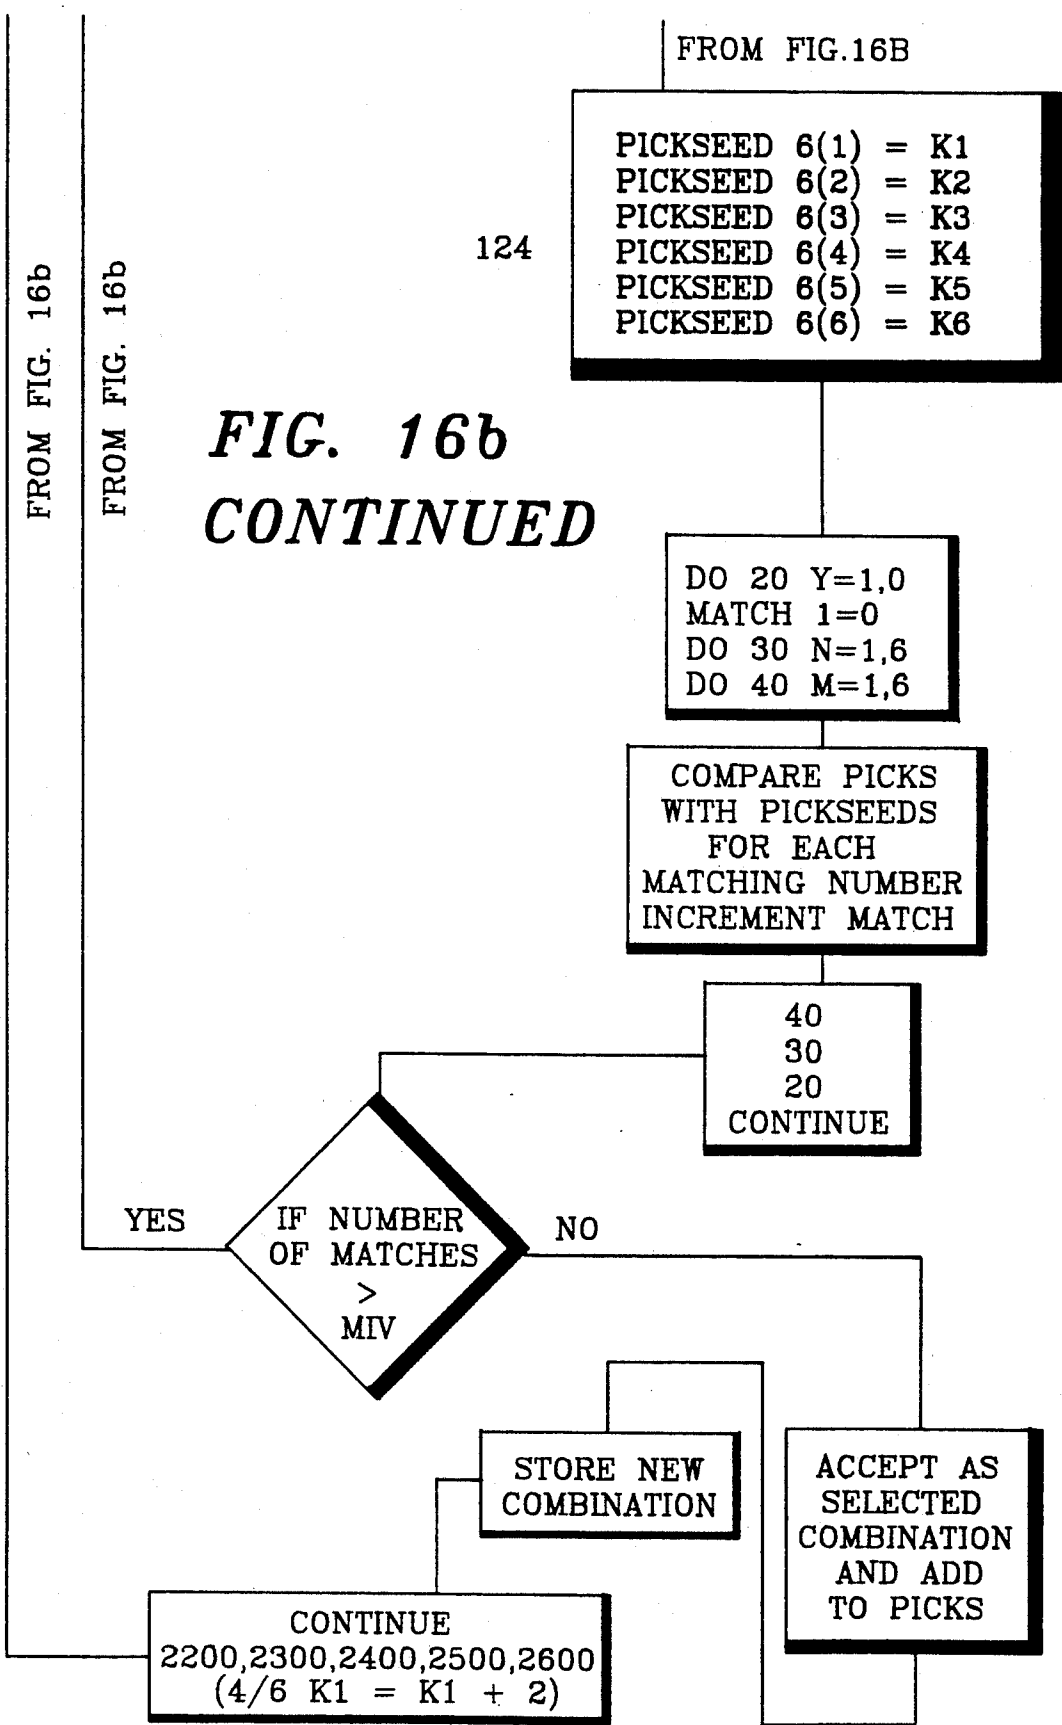 FROM FIG.16B
PICKSEED 6(1) = K1
PICKSEED 6(2) = K2
PICKSEED 6(3) = K3
PICKSEED 6(4) = K4
PICKSEED 6(5) = K5
PICKSEED 6(6) = K6
124
FROM FIG. 16b
FROM FIG. 16b
FIG. 16b
CONTINUED
DO 20 Y=1,0
MATCH 1=0
DO 30 N=1,6
DO 40 M=1,6
COMPARE PICKS
WITH PICKSEEDS
FOR EACH
MATCHING NUMBER
INCREMENT MATCH
40
30
20
CONTINUE
YES
IF NUMBER
OF MATCHES
>
MIV
NO
STORE NEW
COMBINATION
ACCEPT AS
SELECTED
COMBINATION
AND ADD
TO PICKS
CONTINUE
2200,2300,2400,2500,2600
(4/6 K1 = K1 + 2)